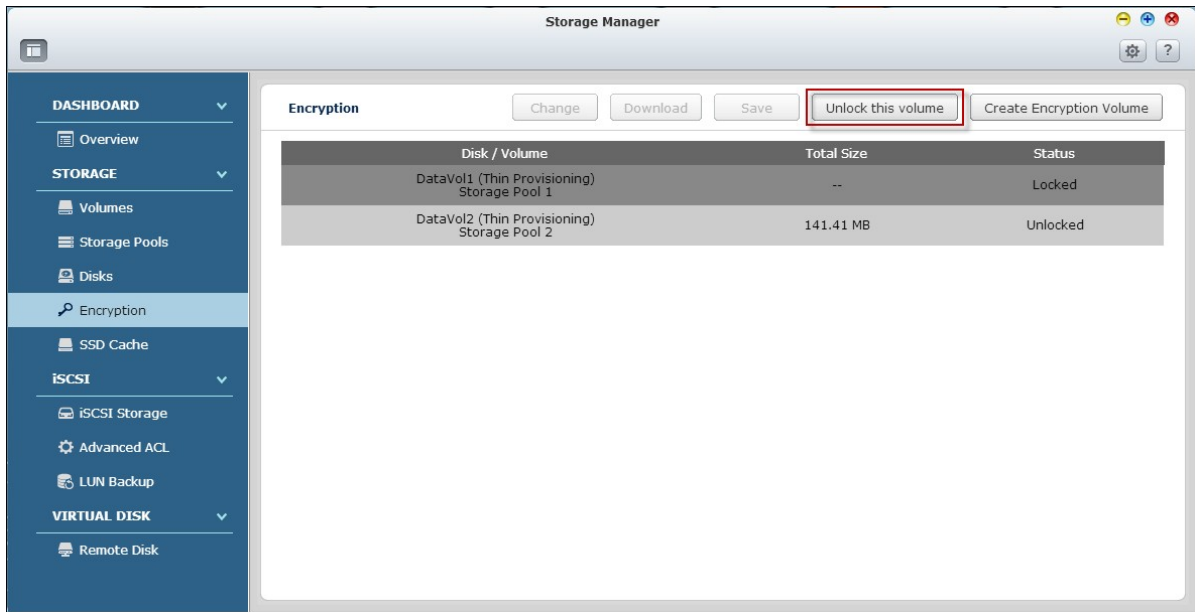 Storage Manager
?
DASHBOARD
Overview
STORAGE
Volumes
Storage Pools
Disks
Encryption
SSD Cache
iSCSI
iSCSI Storage
Advanced ACL
LUN Backup
VIRTUAL DISK
Remote Disk
Encryption Change Download Save Unlock this volume Create Encryption Volume
Disk / Volume Total Size Status
DataVol1 (Thin Provisioning)
Storage Pool 1 -- Locked
DataVol2 (Thin Provisioning)
Storage Pool 2 141.41 MB Unlocked